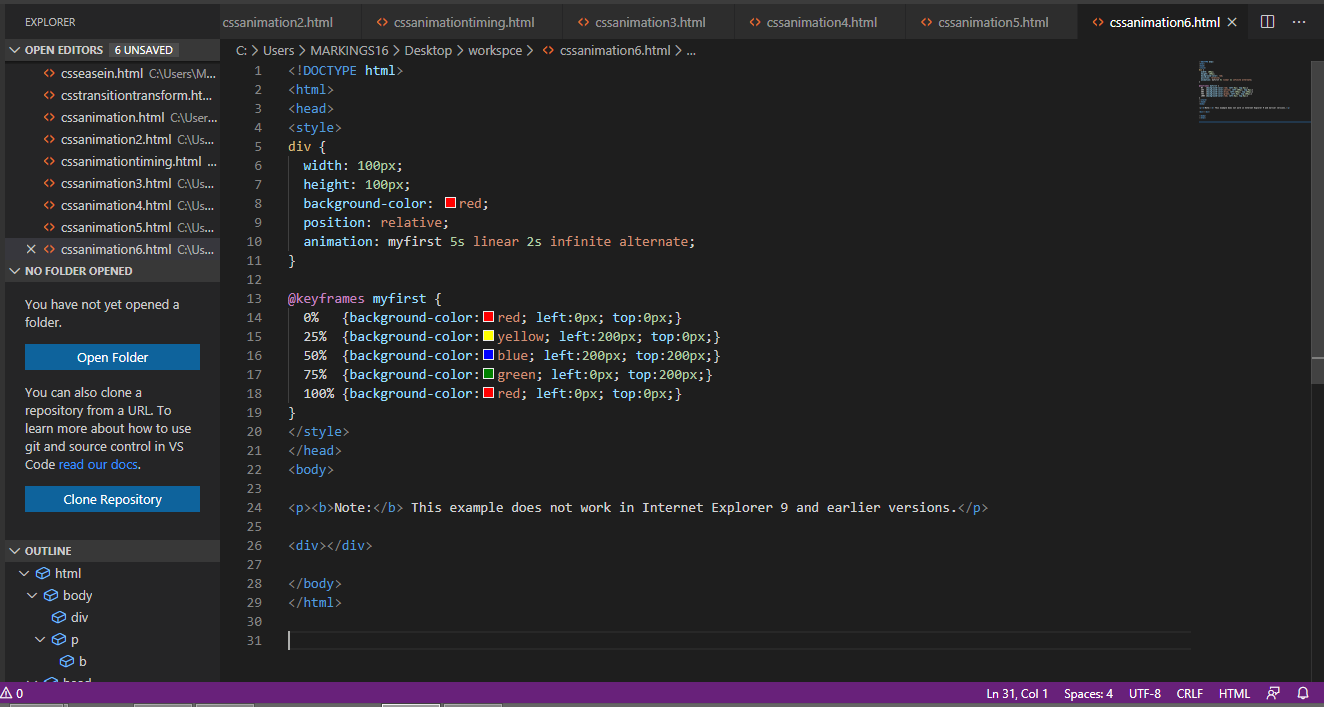 EXPLORER
cssanimation2.html
cssanimationtiming.html
cssanimation3.html
cssanimation4.html
cssanimation5.html
cssanimation6.html
OPEN EDITORS 6 UNSAVED
csseasein.html C:\Users\M...
csstransitiontransform.ht...
cssanimation.html C:\User...
cssanimation2.html C:\Us...
cssanimationtiming.html ...
cssanimation3.html C:\Us...
cssanimation4.html C:\Us...
cssanimation5.html C:\Us...
cssanimation6.html C:\Us...
NO FOLDER OPENED
You have not yet opened a
folder.
Open Folder
You can also clone a
repository from a URL. To
learn more about how to use
git and source control in VS
Code read our docs.
Clone Repository
OUTLINE
html
body
div
p
b
C: > Users > MARKINGS16 > Desktop > workspce > cssanimation6.html > ...
1 <!DOCTYPE html>
2 <html>
3 <head>
4 <style>
5 div {
6 width: 100px;
7 height: 100px;
8 background-color: red;
9 position: relative;
10 animation: myfirst 5s linear 2s infinite alternate;
11 }
12
13 @keyframes myfirst {
14 0% {background-color:red; left:0px; top:0px;}
15 25% {background-color:yellow; left:200px; top:0px;}
16 50% {background-color:blue; left:200px; top:200px;}
17 75% {background-color:green; left:0px; top:200px;}
18 100% {background-color:red; left:0px; top:0px;}
19 }
20 </style>
21 </head>
22 <body>
23
24 <p><b>Note:</b> This example does not work in Internet Explorer 9 and earlier versions.</p>
25
26 <div></div>
27
28 </body>
29 </html>
30
31
0
Ln 31, Col 1 Spaces: 4 UTF-8 CRLF HTML